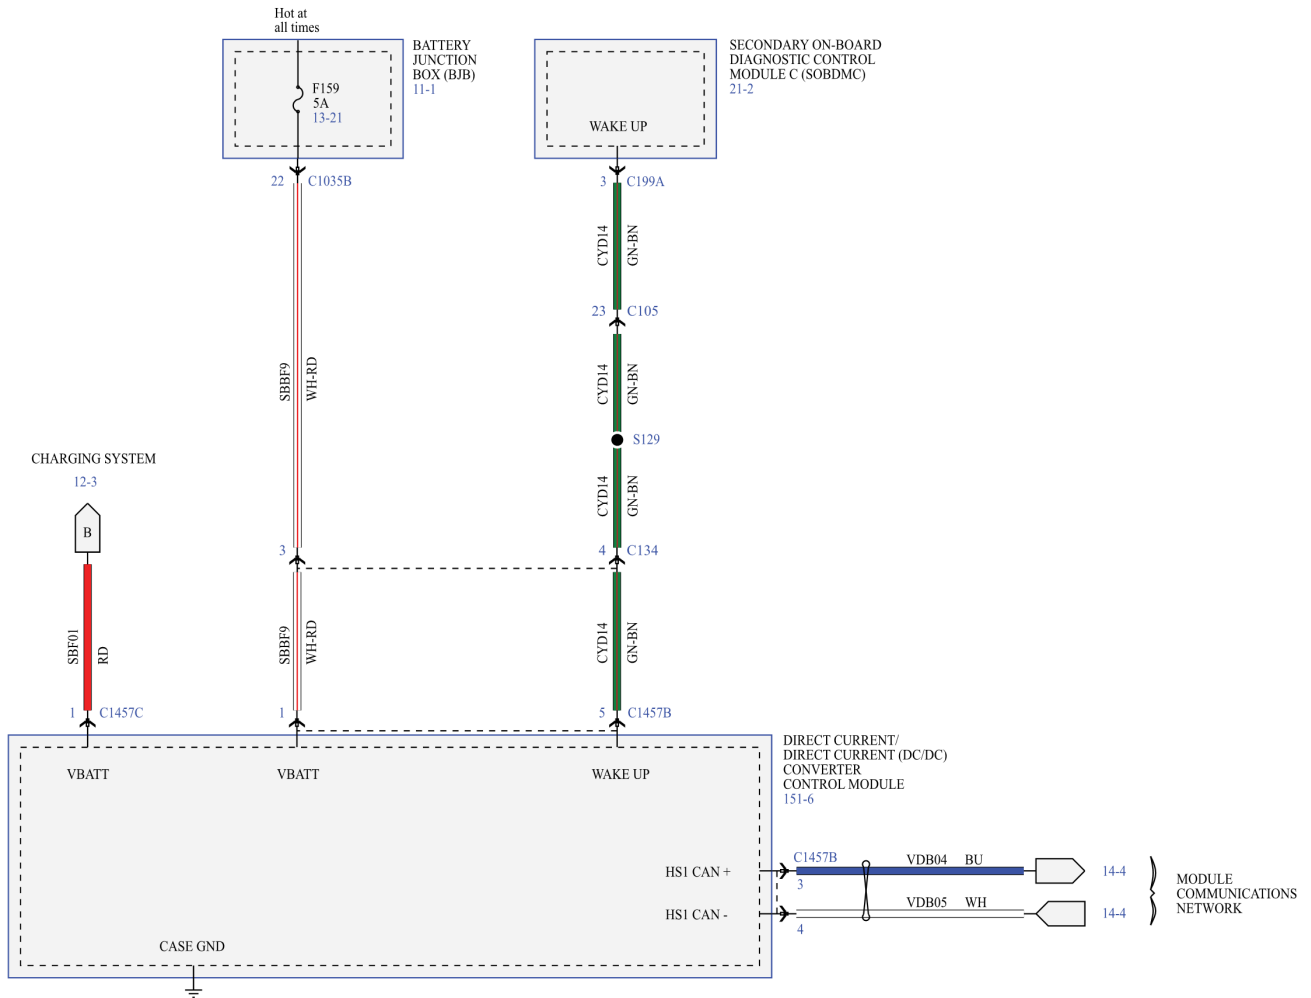 Hot at
all times
BATTERY
JUNCTION
BOX (BJB)
11-1
F159
5A
13-21
SECONDARY ON-BOARD
DIAGNOSTIC CONTROL
MODULE C (SOBDMC)
21-2
WAKE UP
22 C1035B
3 C199A
CYD14 GN-BN
23 C105
SBBF9 WH-RD
CYD14 GN-BN
S129
CHARGING SYSTEM
12-3
B
CYD14 GN-BN
3
4 C134
SBF01 RD
SBBF9 WH-RD
CYD14 GN-BN
1 C1457C
1
5 C1457B
DIRECT CURRENT/
DIRECT CURRENT (DC/DC)
CONVERTER
CONTROL MODULE
151-6
VBATT
VBATT
WAKE UP
C1457B
HS1 CAN +
3
VDB04 BU
14-4
HS1 CAN -
4
VDB05 WH
14-4
MODULE
COMMUNICATIONS
NETWORK
CASE GND